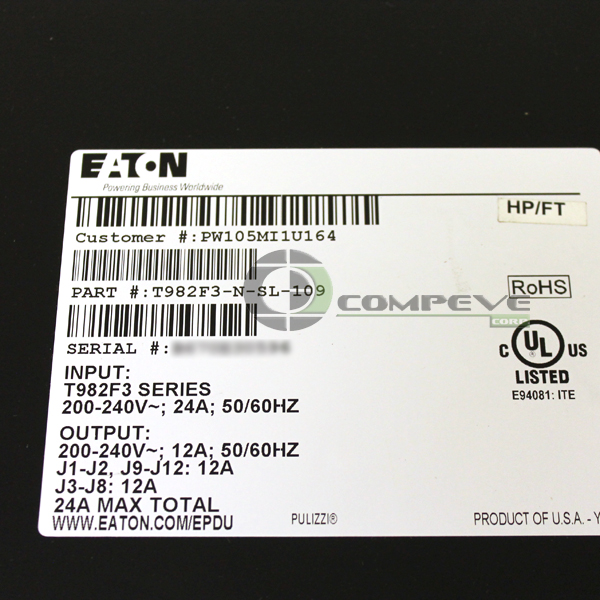 EATON
Powering Business Worldwide
HP/FT
Customer #:PW105MI1U164
PART #:T982F3-N-SL-109
COMPEVE
CORP
RoHS
SERIAL #:
C UL US
LISTED
E94081: ITE
INPUT:
T982F3 SERIES
200-240V~; 24A; 50/60HZ
OUTPUT:
200-240V~; 12A; 50/60HZ
J1-J2, J9-J12: 12A
J3-J8: 12A
24A MAX TOTAL
WWW.EATON.COM/EPDU
PULIZZI®
PRODUCT OF U.S.A. - Y